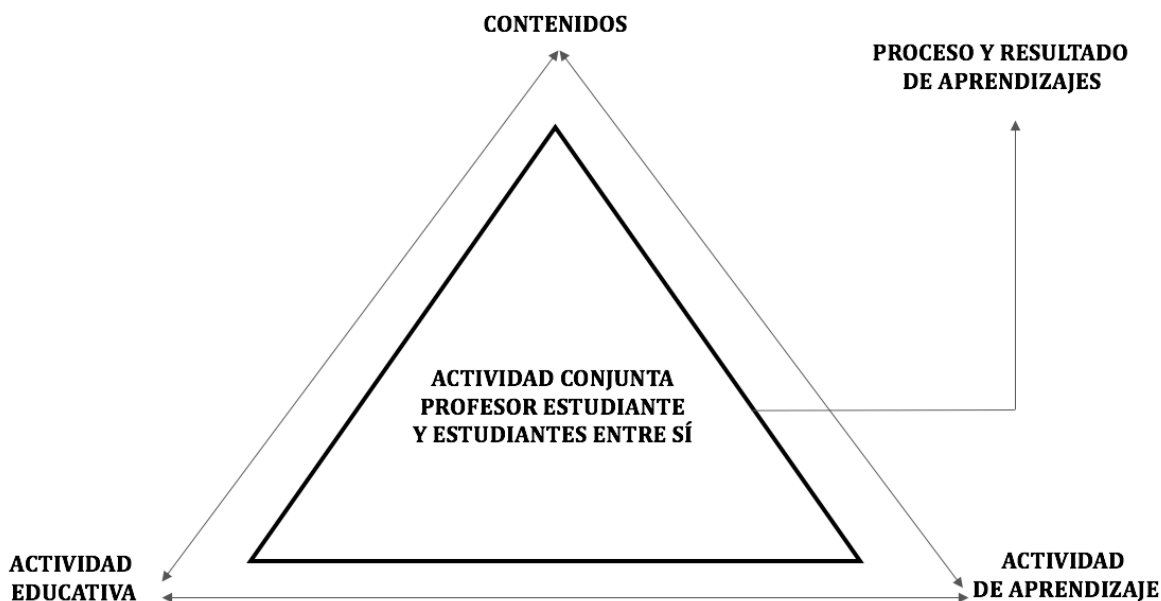 CONTENIDOS
PROCESO Y RESULTADO
DE APRENDIZAJES
ACTIVIDAD CONJUNTA
PROFESOR ESTUDIANTE
Y ESTUDIANTES ENTRE SÍ
ACTIVIDAD
EDUCATIVA
ACTIVIDAD
DE APRENDIZAJE